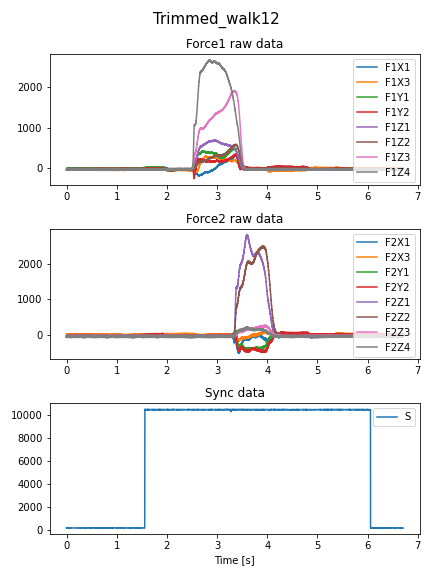 Trimmed_walk12
Force1 raw data
2000
1000
0
F1X1
F1X3
F1Y1
F1Y2
F1Z1
F1Z2
F1Z3
F1Z4
0 1 2 3 4 5 6 7
Force2 raw data
2000
1000
0
F2X1
F2X3
F2Y1
F2Y2
F2Z1
F2Z2
F2Z3
F2Z4
0 1 2 3 4 5 6 7
Sync data
10000
8000
6000
4000
2000
0
S
0 1 2 3 4 5 6 7
Time [s]